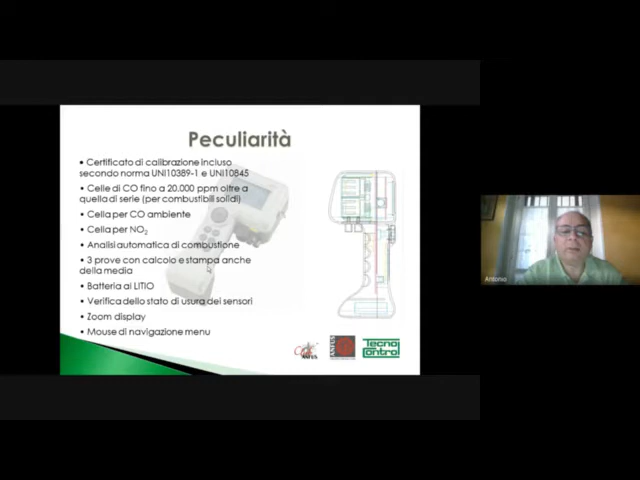 Peculiarità
• Certificato di calibrazione incluso
secondo norma UNI10389-1 e UNI10845
• Celle di CO fino a 20.000 ppm oltre a
quella di serie (per combustibili solidi)
• Cella per CO ambiente
• Cella per NO₂
• Analisi automatica di combustione
• 3 prove con calcolo e stampa anche
della media
• Batteria al LITIO
• Verifica dello stato di usura dei sensori
• Zoom display
• Mouse di navigazione menu
Tecno
Control
Antonio